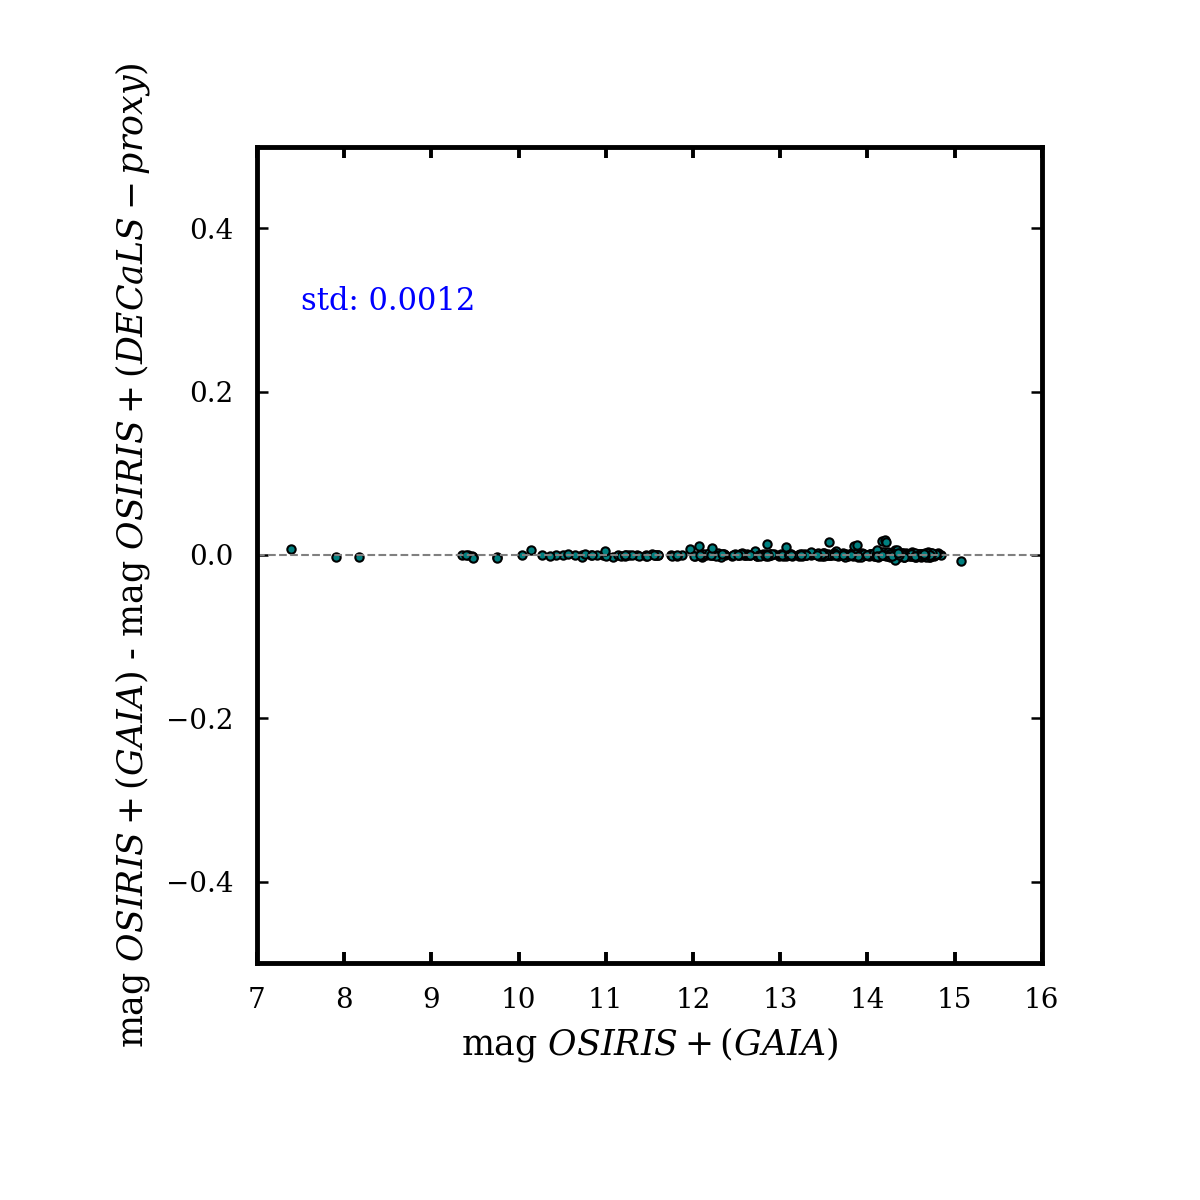 mag OSIRIS + (GAIA) - mag OSIRIS + (DECaLS − proxy)
0.4
std: 0.0012
0.2
0.0
−0.2
−0.4
7 8 9 10 11 12 13 14 15 16
mag OSIRIS + (GAIA)